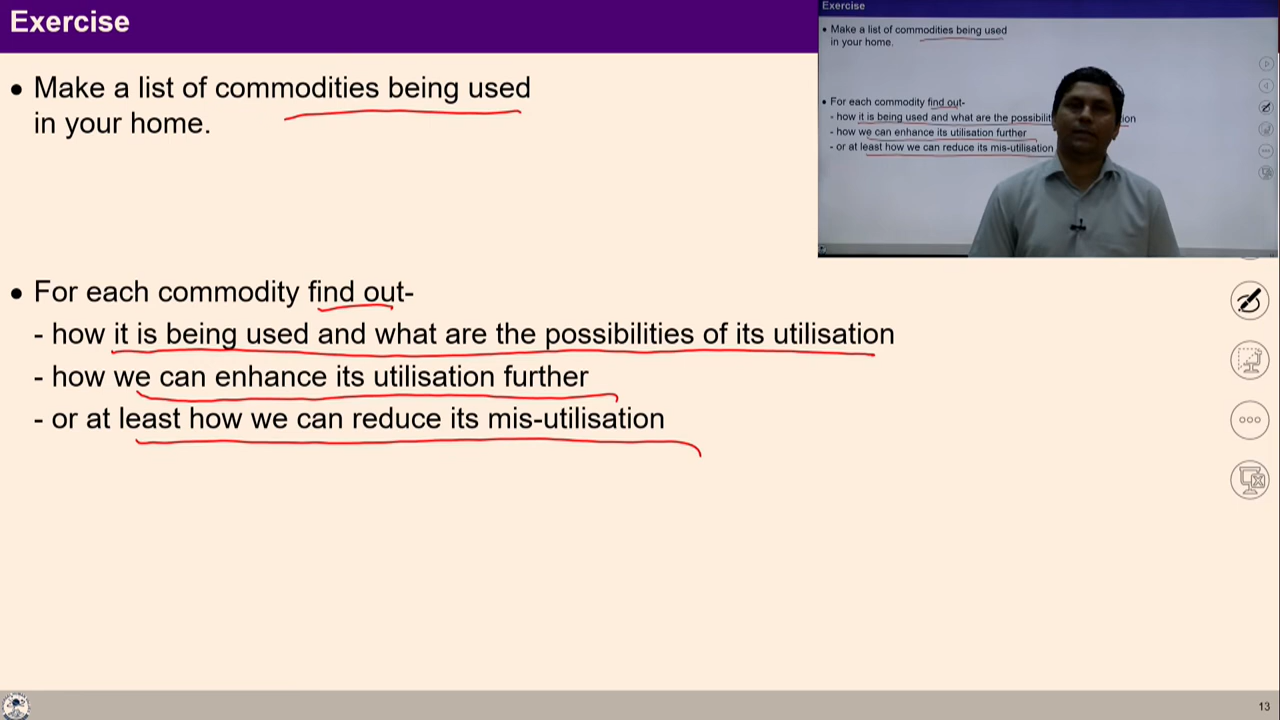 Exercise
• Make a list of commodities being used
in your home.
• For each commodity find out-
- how it is being used and what are the possibilities of its utilisation
- how we can enhance its utilisation further
- or at least how we can reduce its mis-utilisation
13
Exercise
• Make a list of commodities being used
in your home.
• For each commodity find out-
- how it is being used and what are the possibilit ion
- how we can enhance its utilisation further
- or at least how we can reduce its mis-utilisation